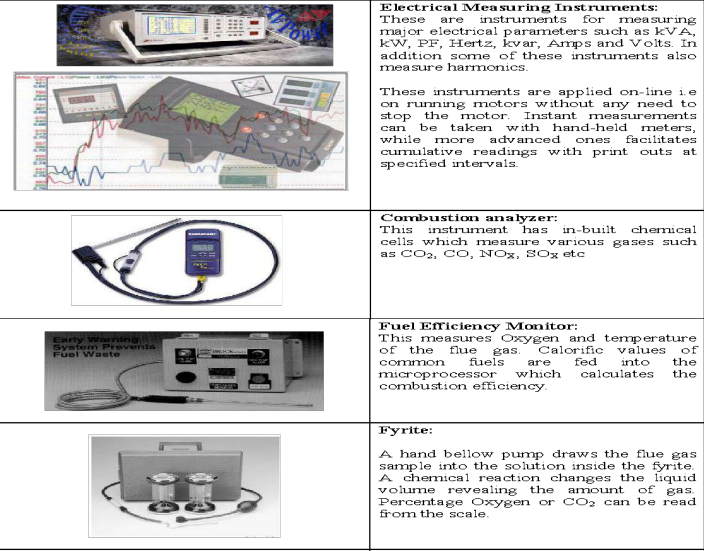 Electrical Measuring Instruments:
These are instruments for measuring
major electrical parameters such as kVA,
kW, PF, Hertz, kvar, Amps and Volts. In
addition some of these instruments also
measure harmonics.
These instruments are applied on-line i.e
on running motors without any need to
stop the motor. Instant measurements
can be taken with hand-held meters,
while more advanced ones facilitates
cumulative readings with print outs at
specified intervals.
Combustion analyzer:
This instrument has in-built chemical
cells which measure various gases such
as CO₂, CO, NOX, SOX etc
Early Warning
System Prevents
Fuel Waste
Fuel Efficiency Monitor:
This measures Oxygen and temperature
of the flue gas. Calorific values of
common fuels are fed into the
microprocessor which calculates the
combustion efficiency.
Fyrite:
A hand bellow pump draws the flue gas
sample into the solution inside the fyrite.
A chemical reaction changes the liquid
volume revealing the amount of gas.
Percentage Oxygen or CO₂ can be read
from the scale.